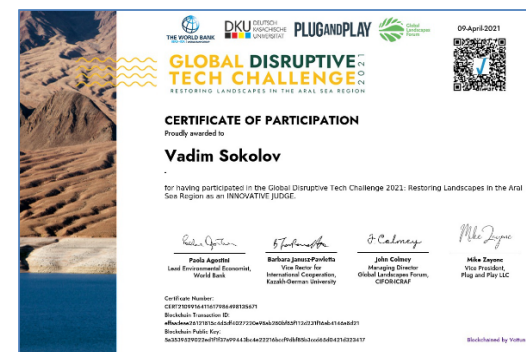 THE WORLD BANK
DKU DEUTSCH KASACHISCHE UNIVERSITÄT
PLUGANDPLAY
Global Landscapes Forum
09-April-2021
GLOBAL DISRUPTIVE
TECH CHALLENGE 2021
RESTORING LANDSCAPES IN THE ARAL SEA REGION
CERTIFICATE OF PARTICIPATION
Proudly awarded to
Vadim Sokolov
-
for having participated in the Global Disruptive Tech Challenge 2021: Restoring Landscapes in the Aral
Sea Region as an INNOVATIVE JUDGE.
Paola Agostini
Lead Environmental Economist,
World Bank
Barbara Janusz-Pawletta
Vice Rector for
International Cooperation,
Kazakh-German University
John Colmey
Managing Director
Global Landscapes Forum,
CIFOR/ICRAF
Mike Zayonc
Vice President,
Plug and Play LLC
Certificate Number:
Blockchain Transaction ID:
Blockchain Public Key:
Blockchained by Vottun